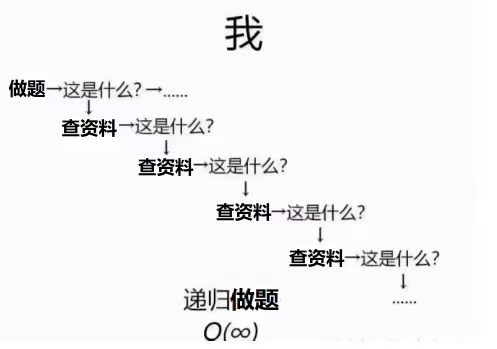 我
做题→这是什么?→......
↓
查资料→这是什么?
↓
查资料→这是什么?
↓
查资料→这是什么?
↓
查资料→这是什么?
↓
......
递归做题
O(∞)